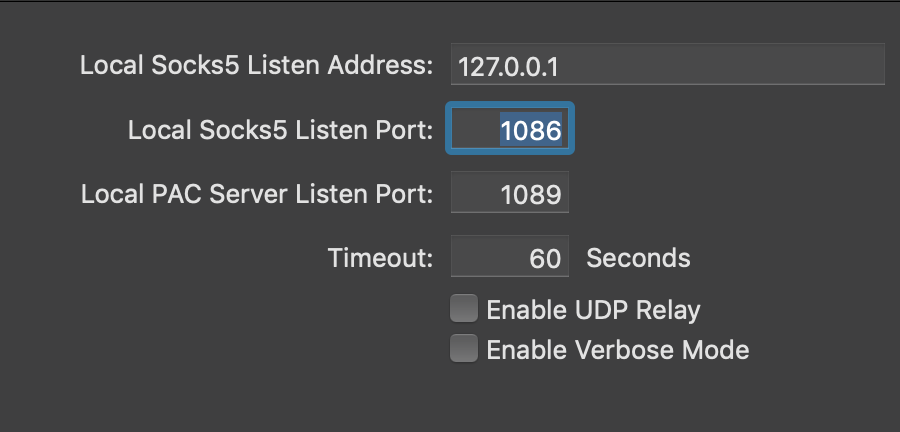 Local Socks5 Listen Address: 127.0.0.1
Local Socks5 Listen Port: 1086
Local PAC Server Listen Port: 1089
Timeout: 60 Seconds
Enable UDP Relay
Enable Verbose Mode